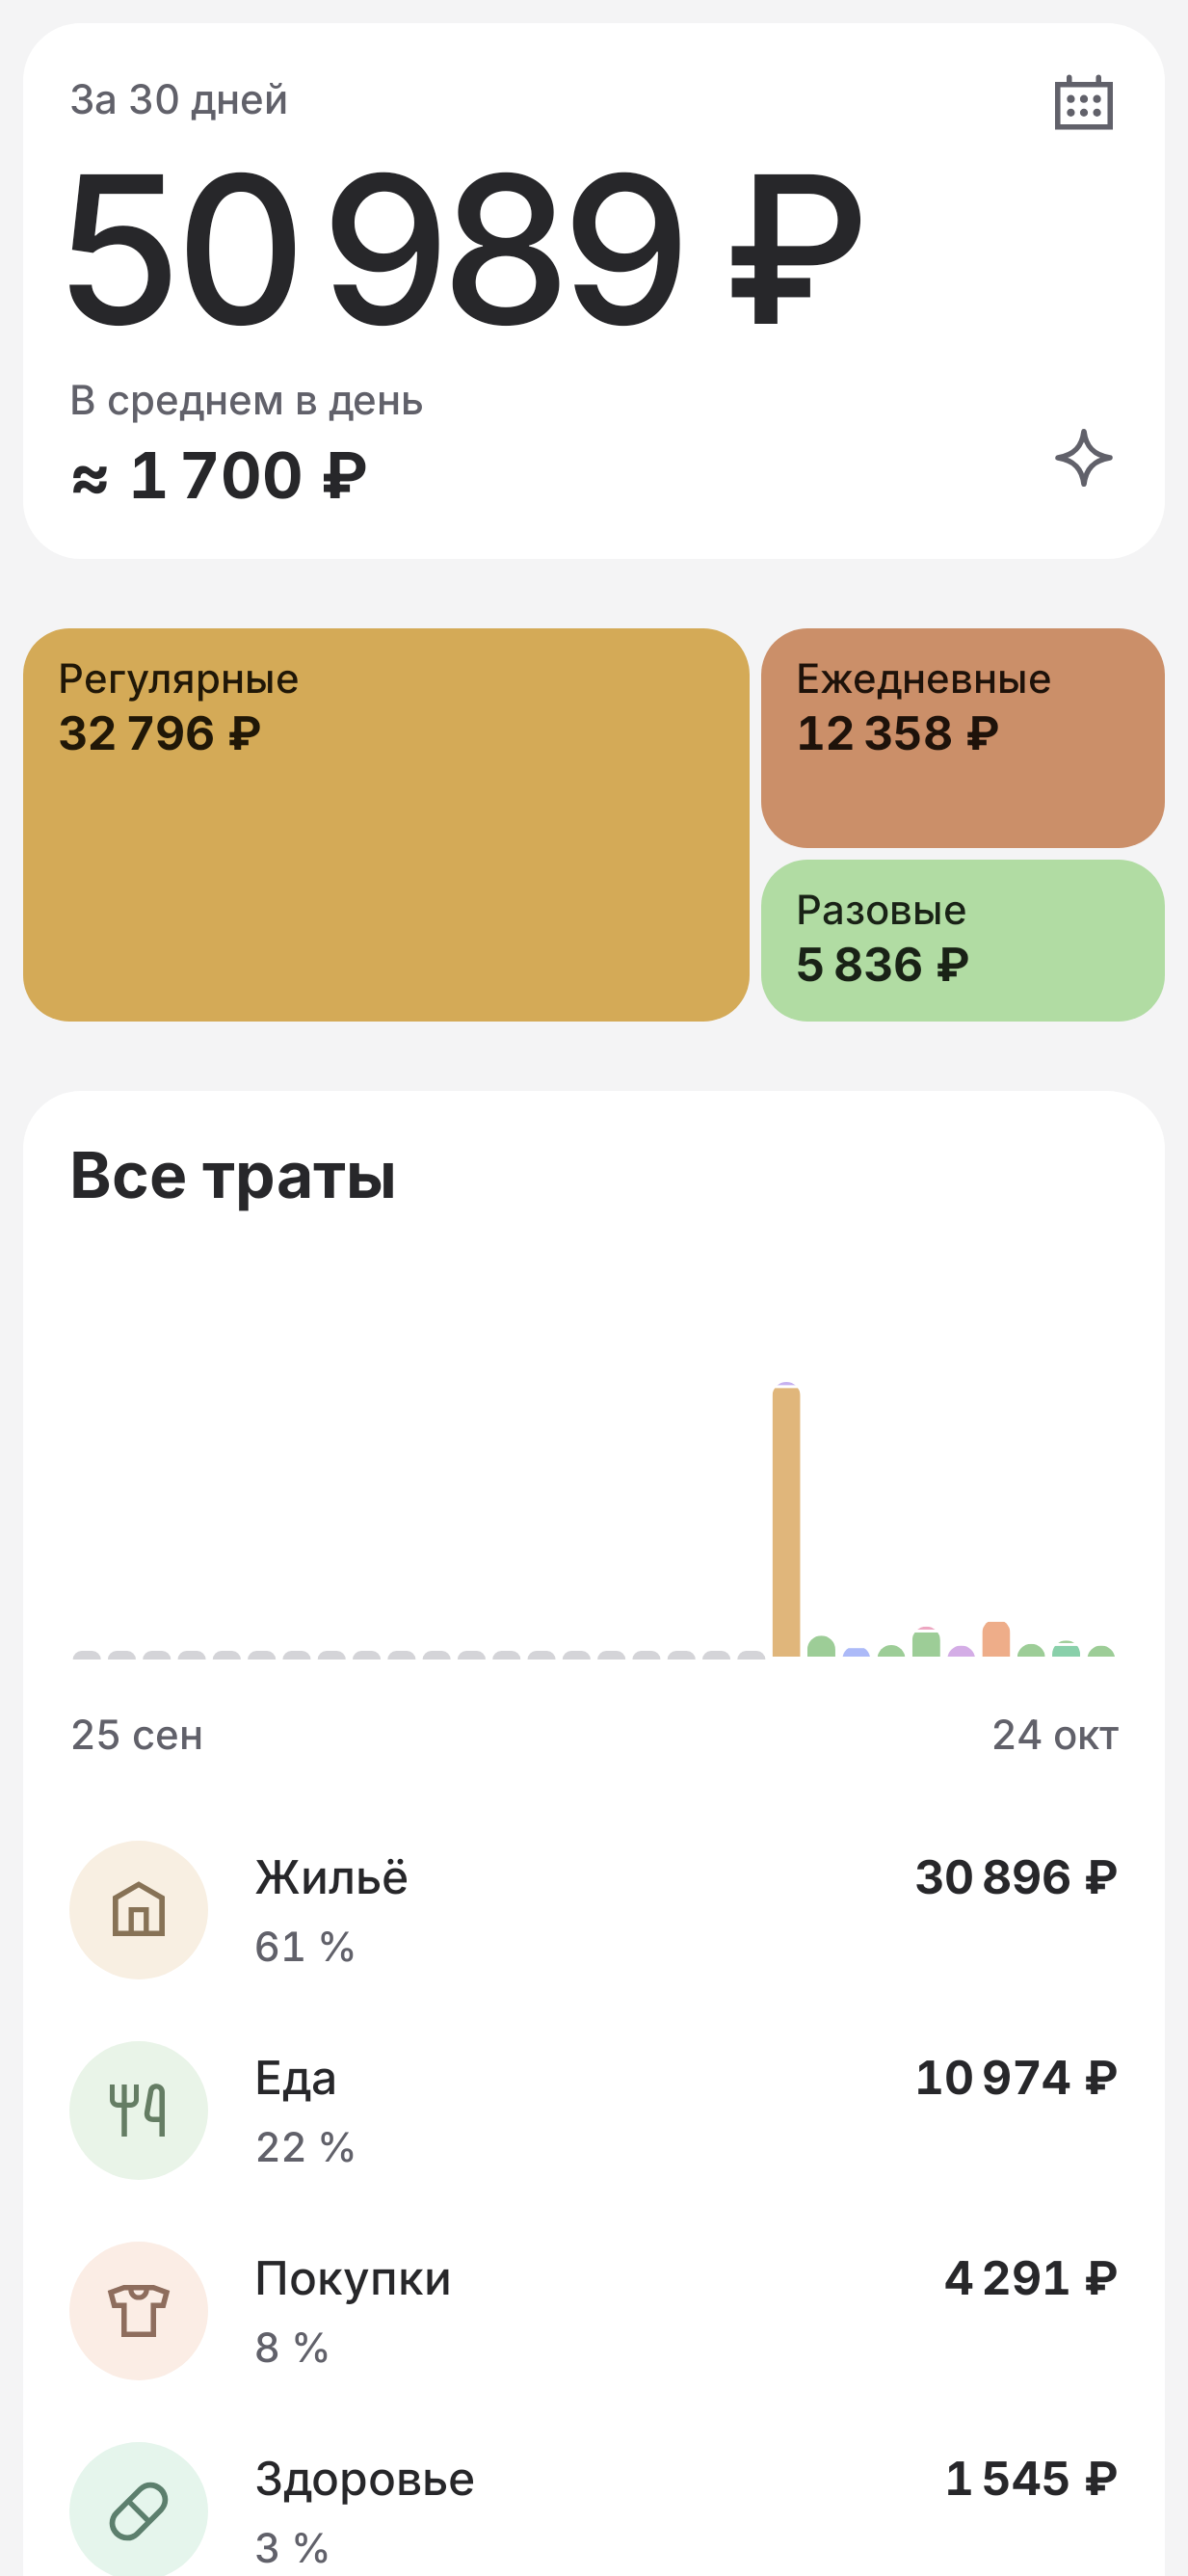 За 30 дней
50 989 ₽
В среднем в день
≈ 1 700 ₽
Регулярные
32 796 ₽
Ежедневные
12 358 ₽
Разовые
5 836 ₽
Все траты
25 сен
24 окт
Жильё
30 896 ₽
61 %
Еда
10 974 ₽
22 %
Покупки
4 291 ₽
8 %
Здоровье
1 545 ₽
3 %